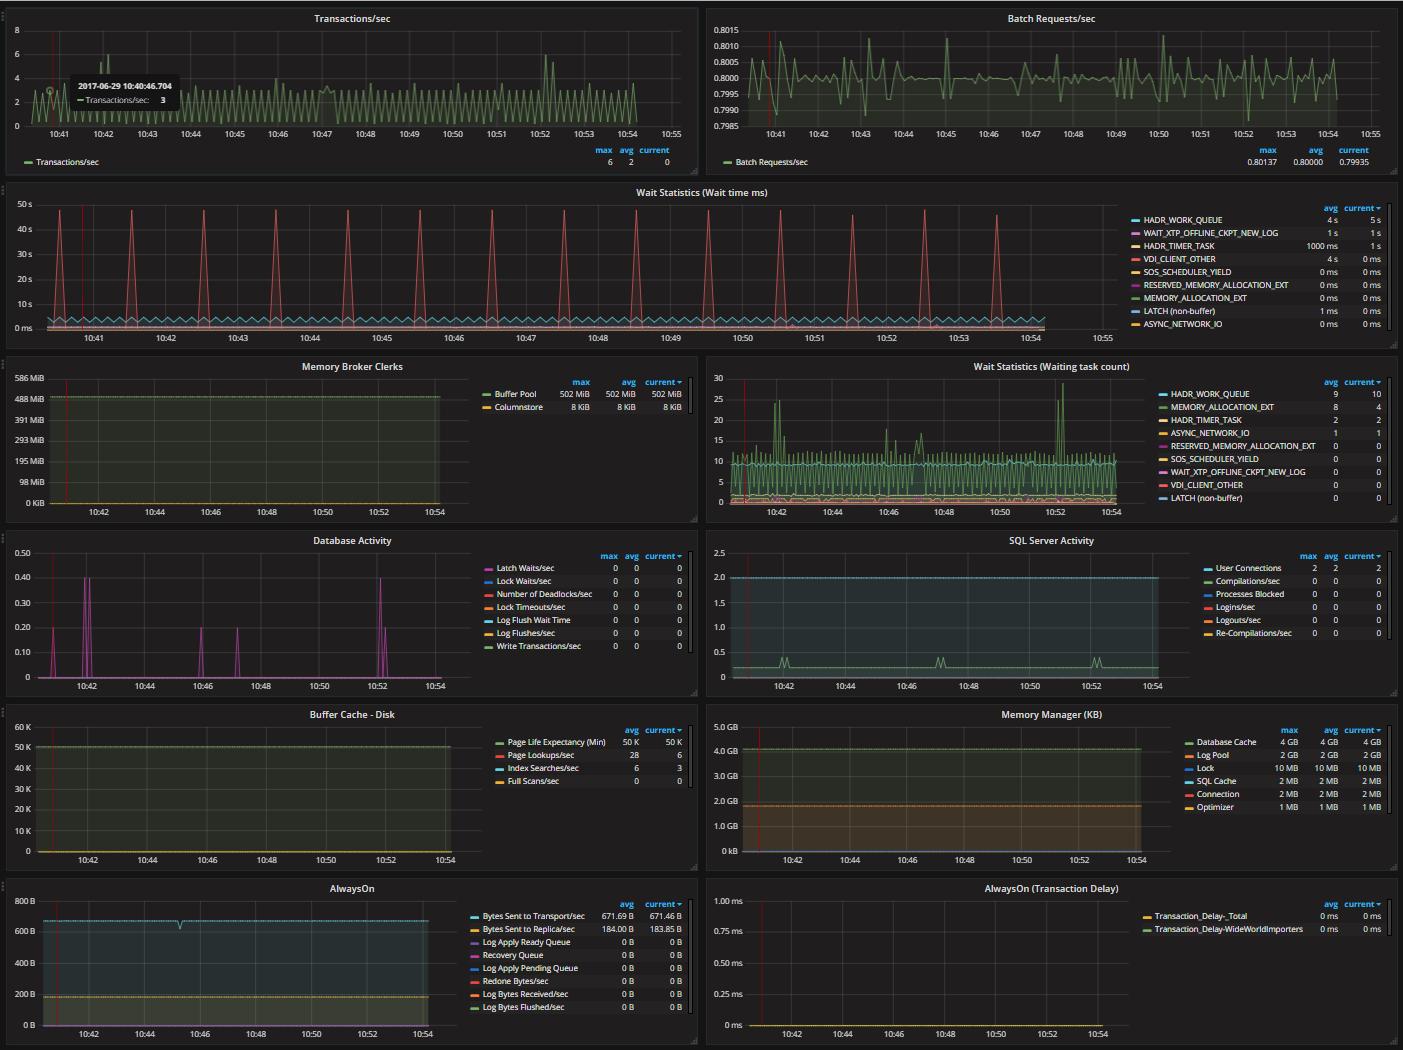 Transactions/sec
8
6
4
2
0
2017-06-29 10:40:46.704
Transactions/sec: 3
10:41 10:42 10:43 10:44 10:45 10:46 10:47 10:48 10:49 10:50 10:51 10:52 10:53 10:54 10:55
max avg current
Transactions/sec 6 2 0
Batch Requests/sec
0.8015
0.8010
0.8005
0.8000
0.7995
0.7990
0.7985
10:41 10:42 10:43 10:44 10:45 10:46 10:47 10:48 10:49 10:50 10:51 10:52 10:53 10:54 10:55
max avg current
Batch Requests/sec 0.80137 0.80000 0.79935
Wait Statistics (Wait time ms)
50 s
40 s
30 s
20 s
10 s
0 ms
10:41 10:42 10:43 10:44 10:45 10:46 10:47 10:48 10:49 10:50 10:51 10:52 10:53 10:54 10:55
avg current
HADR_WORK_QUEUE 4 s 5 s
WAIT_XTP_OFFLINE_CKPT_NEW_LOG 1 s 1 s
HADR_TIMER_TASK 1000 ms 1 s
VDI_CLIENT_OTHER 4 s 0 ms
SOS_SCHEDULER_YIELD 0 ms 0 ms
RESERVED_MEMORY_ALLOCATION_EXT 0 ms 0 ms
MEMORY_ALLOCATION_EXT 0 ms 0 ms
LATCH (non-buffer) 1 ms 0 ms
ASYNC_NETWORK_IO 0 ms 0 ms
Memory Broker Clerks
586 MiB
488 MiB
391 MiB
293 MiB
195 MiB
98 MiB
0 KiB
10:42 10:44 10:46 10:48 10:50 10:52 10:54
max avg current
Buffer Pool 502 MiB 502 MiB 502 MiB
Columnstore 8 KiB 8 KiB 8 KiB
Wait Statistics (Waiting task count)
30
25
20
15
10
5
0
10:42 10:44 10:46 10:48 10:50 10:52 10:54
avg current
HADR_WORK_QUEUE 9 10
MEMORY_ALLOCATION_EXT 8 4
HADR_TIMER_TASK 2 2
ASYNC_NETWORK_IO 1 1
RESERVED_MEMORY_ALLOCATION_EXT 0 0
SOS_SCHEDULER_YIELD 0 0
WAIT_XTP_OFFLINE_CKPT_NEW_LOG 0 0
VDI_CLIENT_OTHER 0 0
LATCH (non-buffer) 0 0
Database Activity
0.50
0.40
0.30
0.20
0.10
0
10:42 10:44 10:46 10:48 10:50 10:52 10:54
max avg current
Latch Waits/sec 0 0 0
Lock Waits/sec 0 0 0
Number of Deadlocks/sec 0 0 0
Lock Timeouts/sec 0 0 0
Log Flush Wait Time 0 0 0
Log Flushes/sec 0 0 0
Write Transactions/sec 0 0 0
SQL Server Activity
2.5
2.0
1.5
1.0
0.5
0
10:42 10:44 10:46 10:48 10:50 10:52 10:54
max avg current
User Connections 2 2 2
Compilations/sec 0 0 0
Processes Blocked 0 0 0
Logins/sec 0 0 0
Logouts/sec 0 0 0
Re-Compilations/sec 0 0 0
Buffer Cache - Disk
60 K
50 K
40 K
30 K
20 K
10 K
0
10:42 10:44 10:46 10:48 10:50 10:52 10:54
avg current
Page Life Expectancy (Min) 50 K 50 K
Page Lookups/sec 28 6
Index Searches/sec 6 3
Full Scans/sec 0 0
Memory Manager (KB)
5.0 GB
4.0 GB
3.0 GB
2.0 GB
1.0 GB
0 kB
10:42 10:44 10:46 10:48 10:50 10:52 10:54
max avg current
Database Cache 4 GB 4 GB 4 GB
Log Pool 2 GB 2 GB 2 GB
Lock 10 MB 10 MB 10 MB
SQL Cache 2 MB 2 MB 2 MB
Connection 2 MB 2 MB 2 MB
Optimizer 1 MB 1 MB 1 MB
AlwaysOn
800 B
600 B
400 B
200 B
0 B
10:42 10:44 10:46 10:48 10:50 10:52 10:54
avg current
Bytes Sent to Transport/sec 671.69 B 671.46 B
Bytes Sent to Replica/sec 184.00 B 183.85 B
Log Apply Ready Queue 0 B 0 B
Recovery Queue 0 B 0 B
Log Apply Pending Queue 0 B 0 B
Redone Bytes/sec 0 B 0 B
Log Bytes Received/sec 0 B 0 B
Log Bytes Flushed/sec 0 B 0 B
AlwaysOn (Transaction Delay)
1.00 ms
0.75 ms
0.50 ms
0.25 ms
0 ms
10:42 10:44 10:46 10:48 10:50 10:52 10:54
avg current
Transaction_Delay-_Total 0 ms 0 ms
Transaction_Delay-WideWorldImporters 0 ms 0 ms